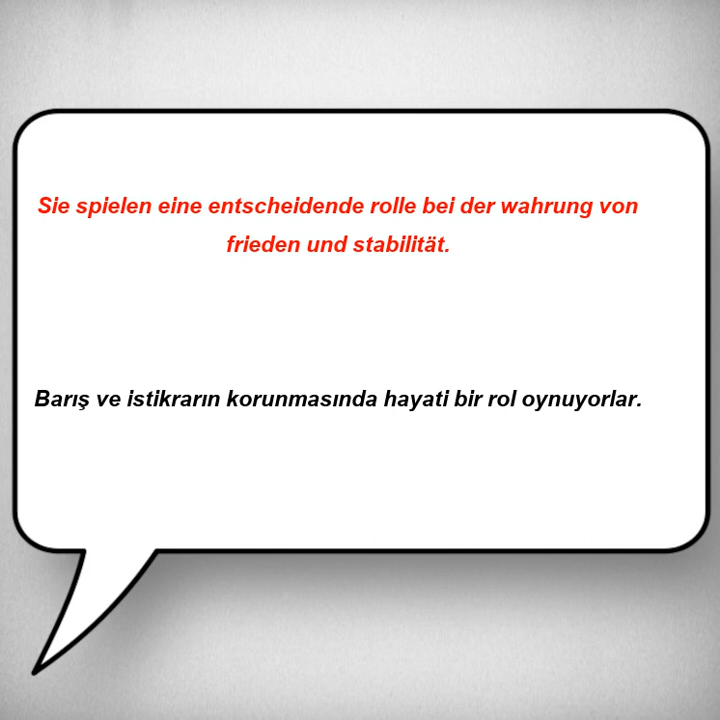 Sie spielen eine entscheidende rolle bei der wahrung von
frieden und stabilität.
Barış ve istikrarın korunmasında hayati bir rol oynuyorlar.